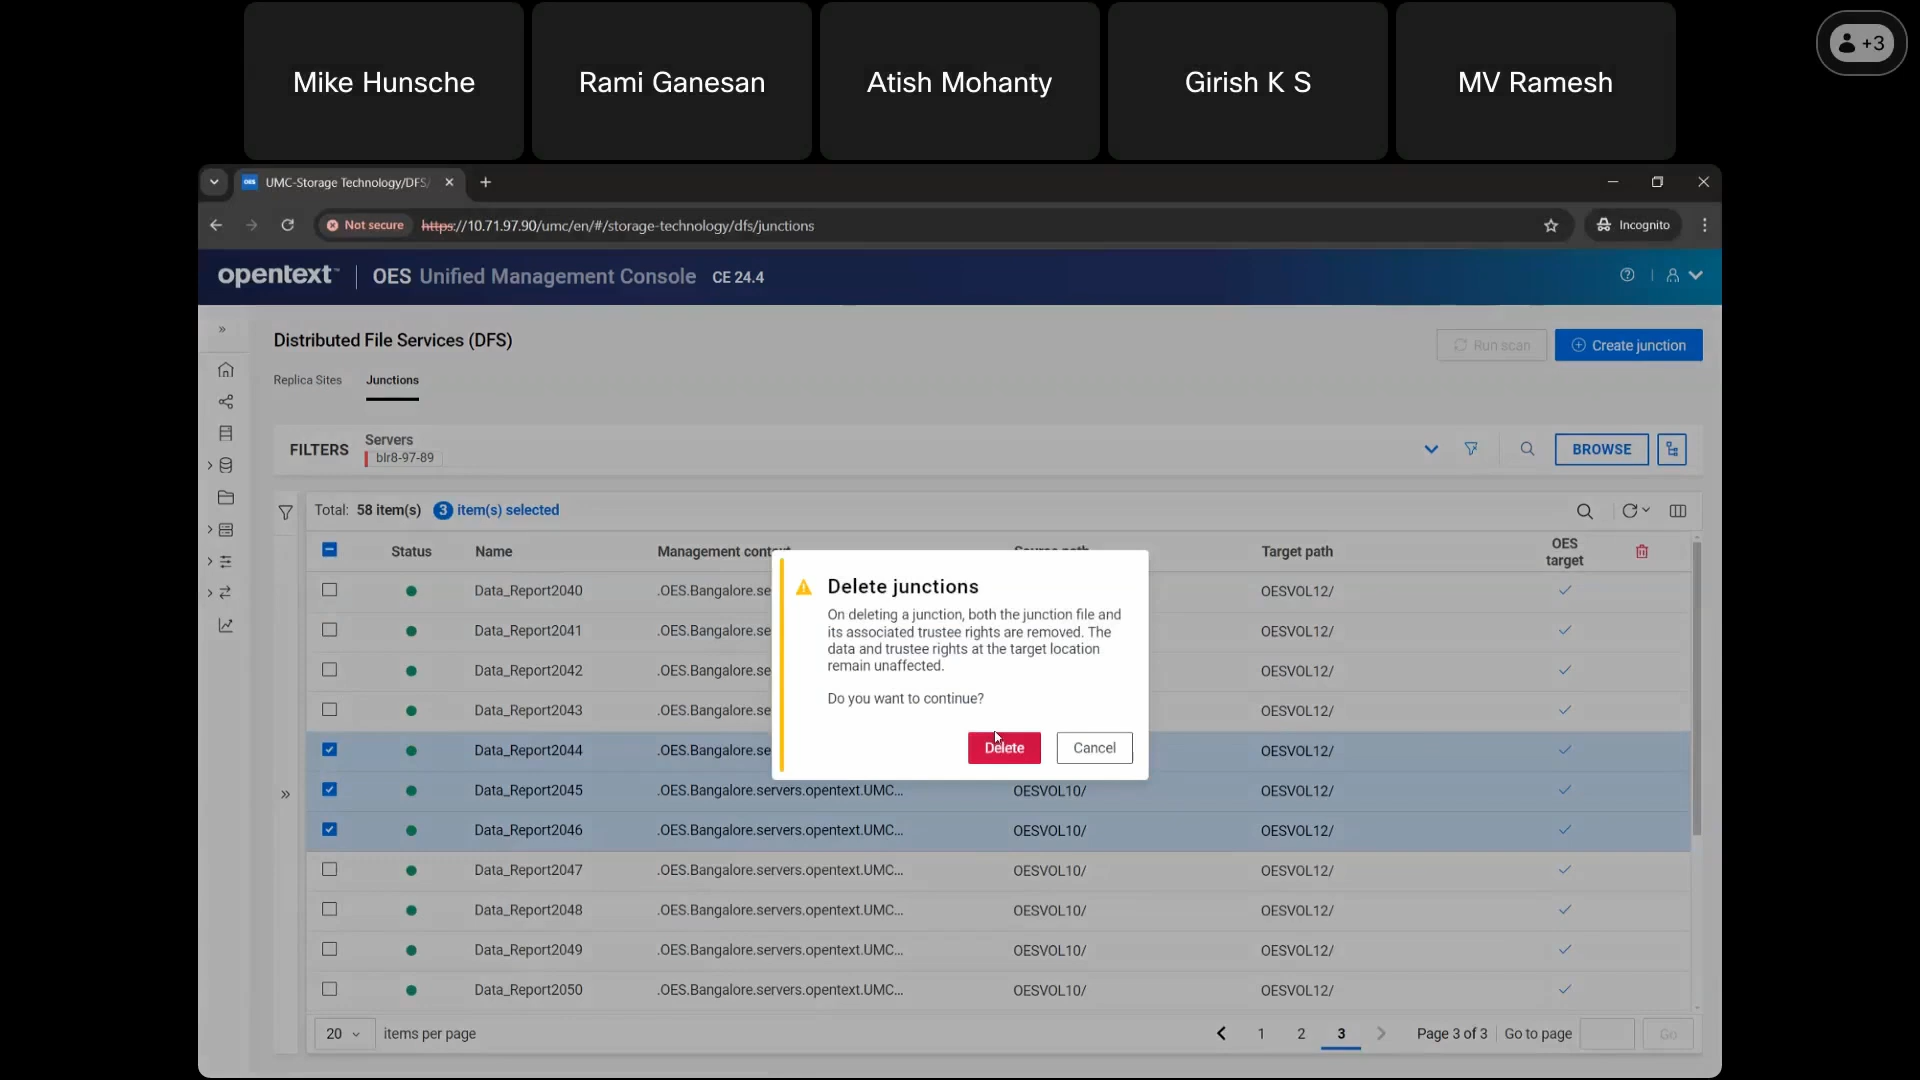 Mike Hunsche
Rami Ganesan
Atish Mohanty
Girish K S
MV Ramesh
+3
UMC-Storage Technology/DFS/
Not secure
https://10.71.97.90/umc/en/#/storage-technology/dfs/junctions
Incognito
opentext™ OES Unified Management Console CE 24.4
Distributed File Services (DFS)
Run scan
Create junction
Replica Sites
Junctions
FILTERS
Servers
blr8-97-89
BROWSE
Total: 58 item(s) 3 item(s) selected
Status Name Management context Source path Target path OES target
Data_Report2040 .OES.Bangalore.se OESVOL12/
Data_Report2041 .OES.Bangalore.se OESVOL12/
Data_Report2042 .OES.Bangalore.se OESVOL12/
Data_Report2043 .OES.Bangalore.se OESVOL12/
Data_Report2044 .OES.Bangalore.se OESVOL12/
Data_Report2045 .OES.Bangalore.servers.opentext.UMC... OESVOL10/ OESVOL12/
Data_Report2046 .OES.Bangalore.servers.opentext.UMC... OESVOL10/ OESVOL12/
Data_Report2047 .OES.Bangalore.servers.opentext.UMC... OESVOL10/ OESVOL12/
Data_Report2048 .OES.Bangalore.servers.opentext.UMC... OESVOL10/ OESVOL12/
Data_Report2049 .OES.Bangalore.servers.opentext.UMC... OESVOL10/ OESVOL12/
Data_Report2050 .OES.Bangalore.servers.opentext.UMC... OESVOL10/ OESVOL12/
Delete junctions
On deleting a junction, both the junction file and
its associated trustee rights are removed. The
data and trustee rights at the target location
remain unaffected.
Do you want to continue?
Delete
Cancel
20 items per page
1 2 3 Page 3 of 3 Go to page Go